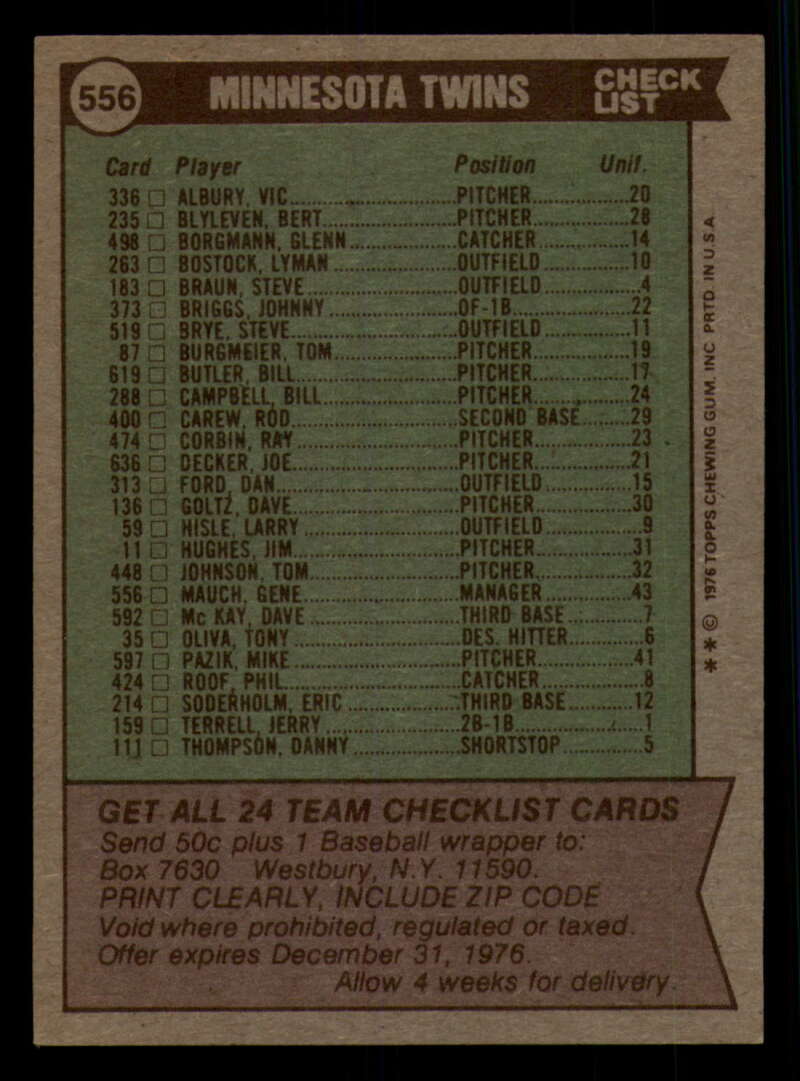 556 MINNESOTA TWINS CHECK LIST
Card Player Position Unif.
336 □ ALBURY, VIC PITCHER 20
235 □ BLYLEVEN, BERT PITCHER 28
498 □ BORGMANN, GLENN CATCHER 14
263 □ BOSTOCK, LYMAN OUTFIELD 10
183 □ BRAUN, STEVE OUTFIELD 4
373 □ BRIGGS, JOHNNY OF-1B 22
519 □ BRYE, STEVE OUTFIELD 11
87 □ BURGMEIER, TOM PITCHER 19
619 □ BUTLER, BILL PITCHER 17
288 □ CAMPBELL, BILL PITCHER 24
400 □ CAREW, ROD SECOND BASE 29
474 □ CORBIN, RAY PITCHER 23
636 □ DECKER, JOE PITCHER 21
313 □ FORD, DAN OUTFIELD 15
136 □ GOLTZ, DAVE PITCHER 30
59 □ HISLE, LARRY OUTFIELD 9
11 □ HUGHES, JIM PITCHER 31
448 □ JOHNSON, TOM PITCHER 32
556 □ MAUCH, GENE MANAGER 43
592 □ Mc KAY, DAVE THIRD BASE 7
35 □ OLIVA, TONY DES. HITTER 6
597 □ PAZIK, MIKE PITCHER 41
424 □ ROOF, PHIL CATCHER 8
214 □ SODERHOLM, ERIC THIRD BASE 12
159 □ TERRELL, JERRY 2B-1B 1
111 □ THOMPSON, DANNY SHORTSTOP 5
* * © 1976 TOPPS CHEWING GUM, INC PRTD IN U.S.A
GET ALL 24 TEAM CHECKLIST CARDS
Send 50c plus 1 Baseball wrapper to:
Box 7630 Westbury, N.Y. 11590.
PRINT CLEARLY, INCLUDE ZIP CODE
Void where prohibited, regulated or taxed.
Offer expires December 31, 1976.
Allow 4 weeks for delivery.